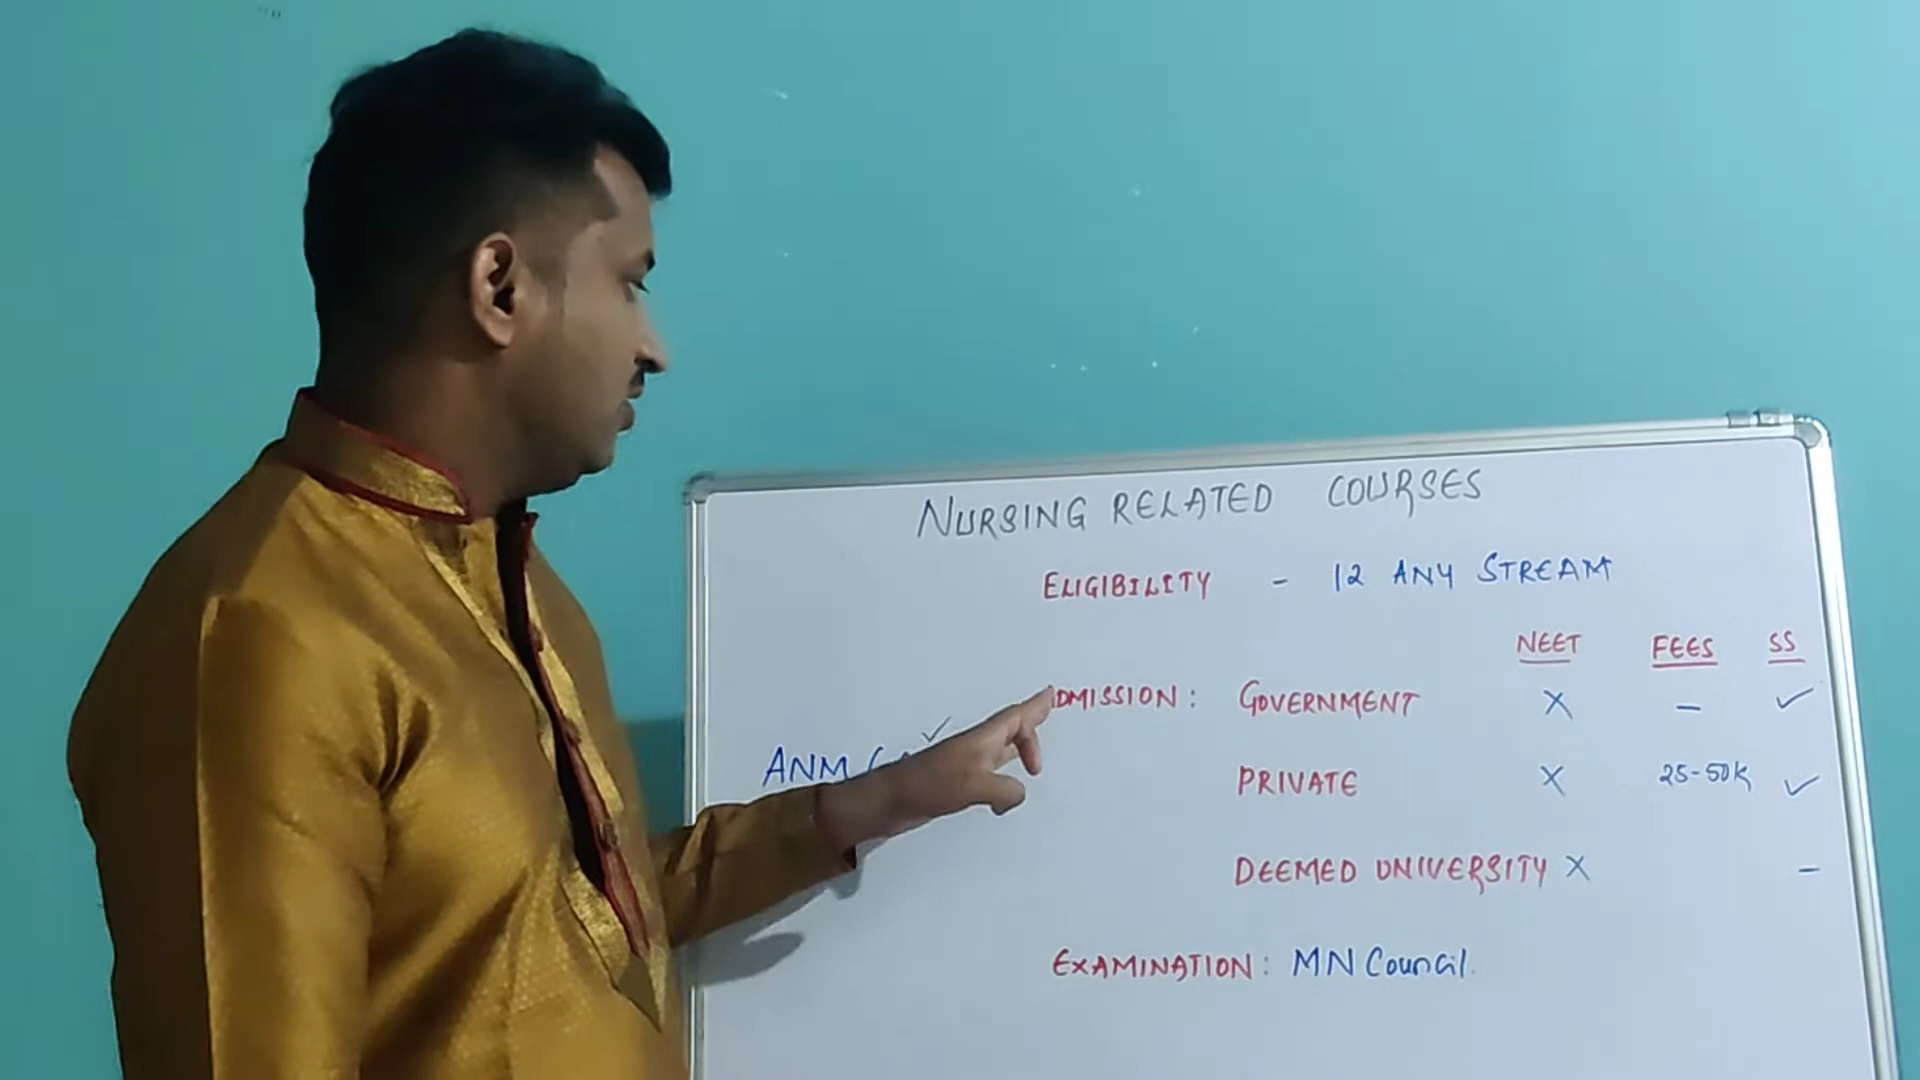 NURSING RELATED COURSES
ELIGIBILITY - 12 ANY STREAM
NEET FEES SS
ADMISSION: GOVERNMENT X - ✓
ANM ✓
PRIVATE X 25-50K ✓
DEEMED UNIVERSITY X -
EXAMINATION: MN Council.